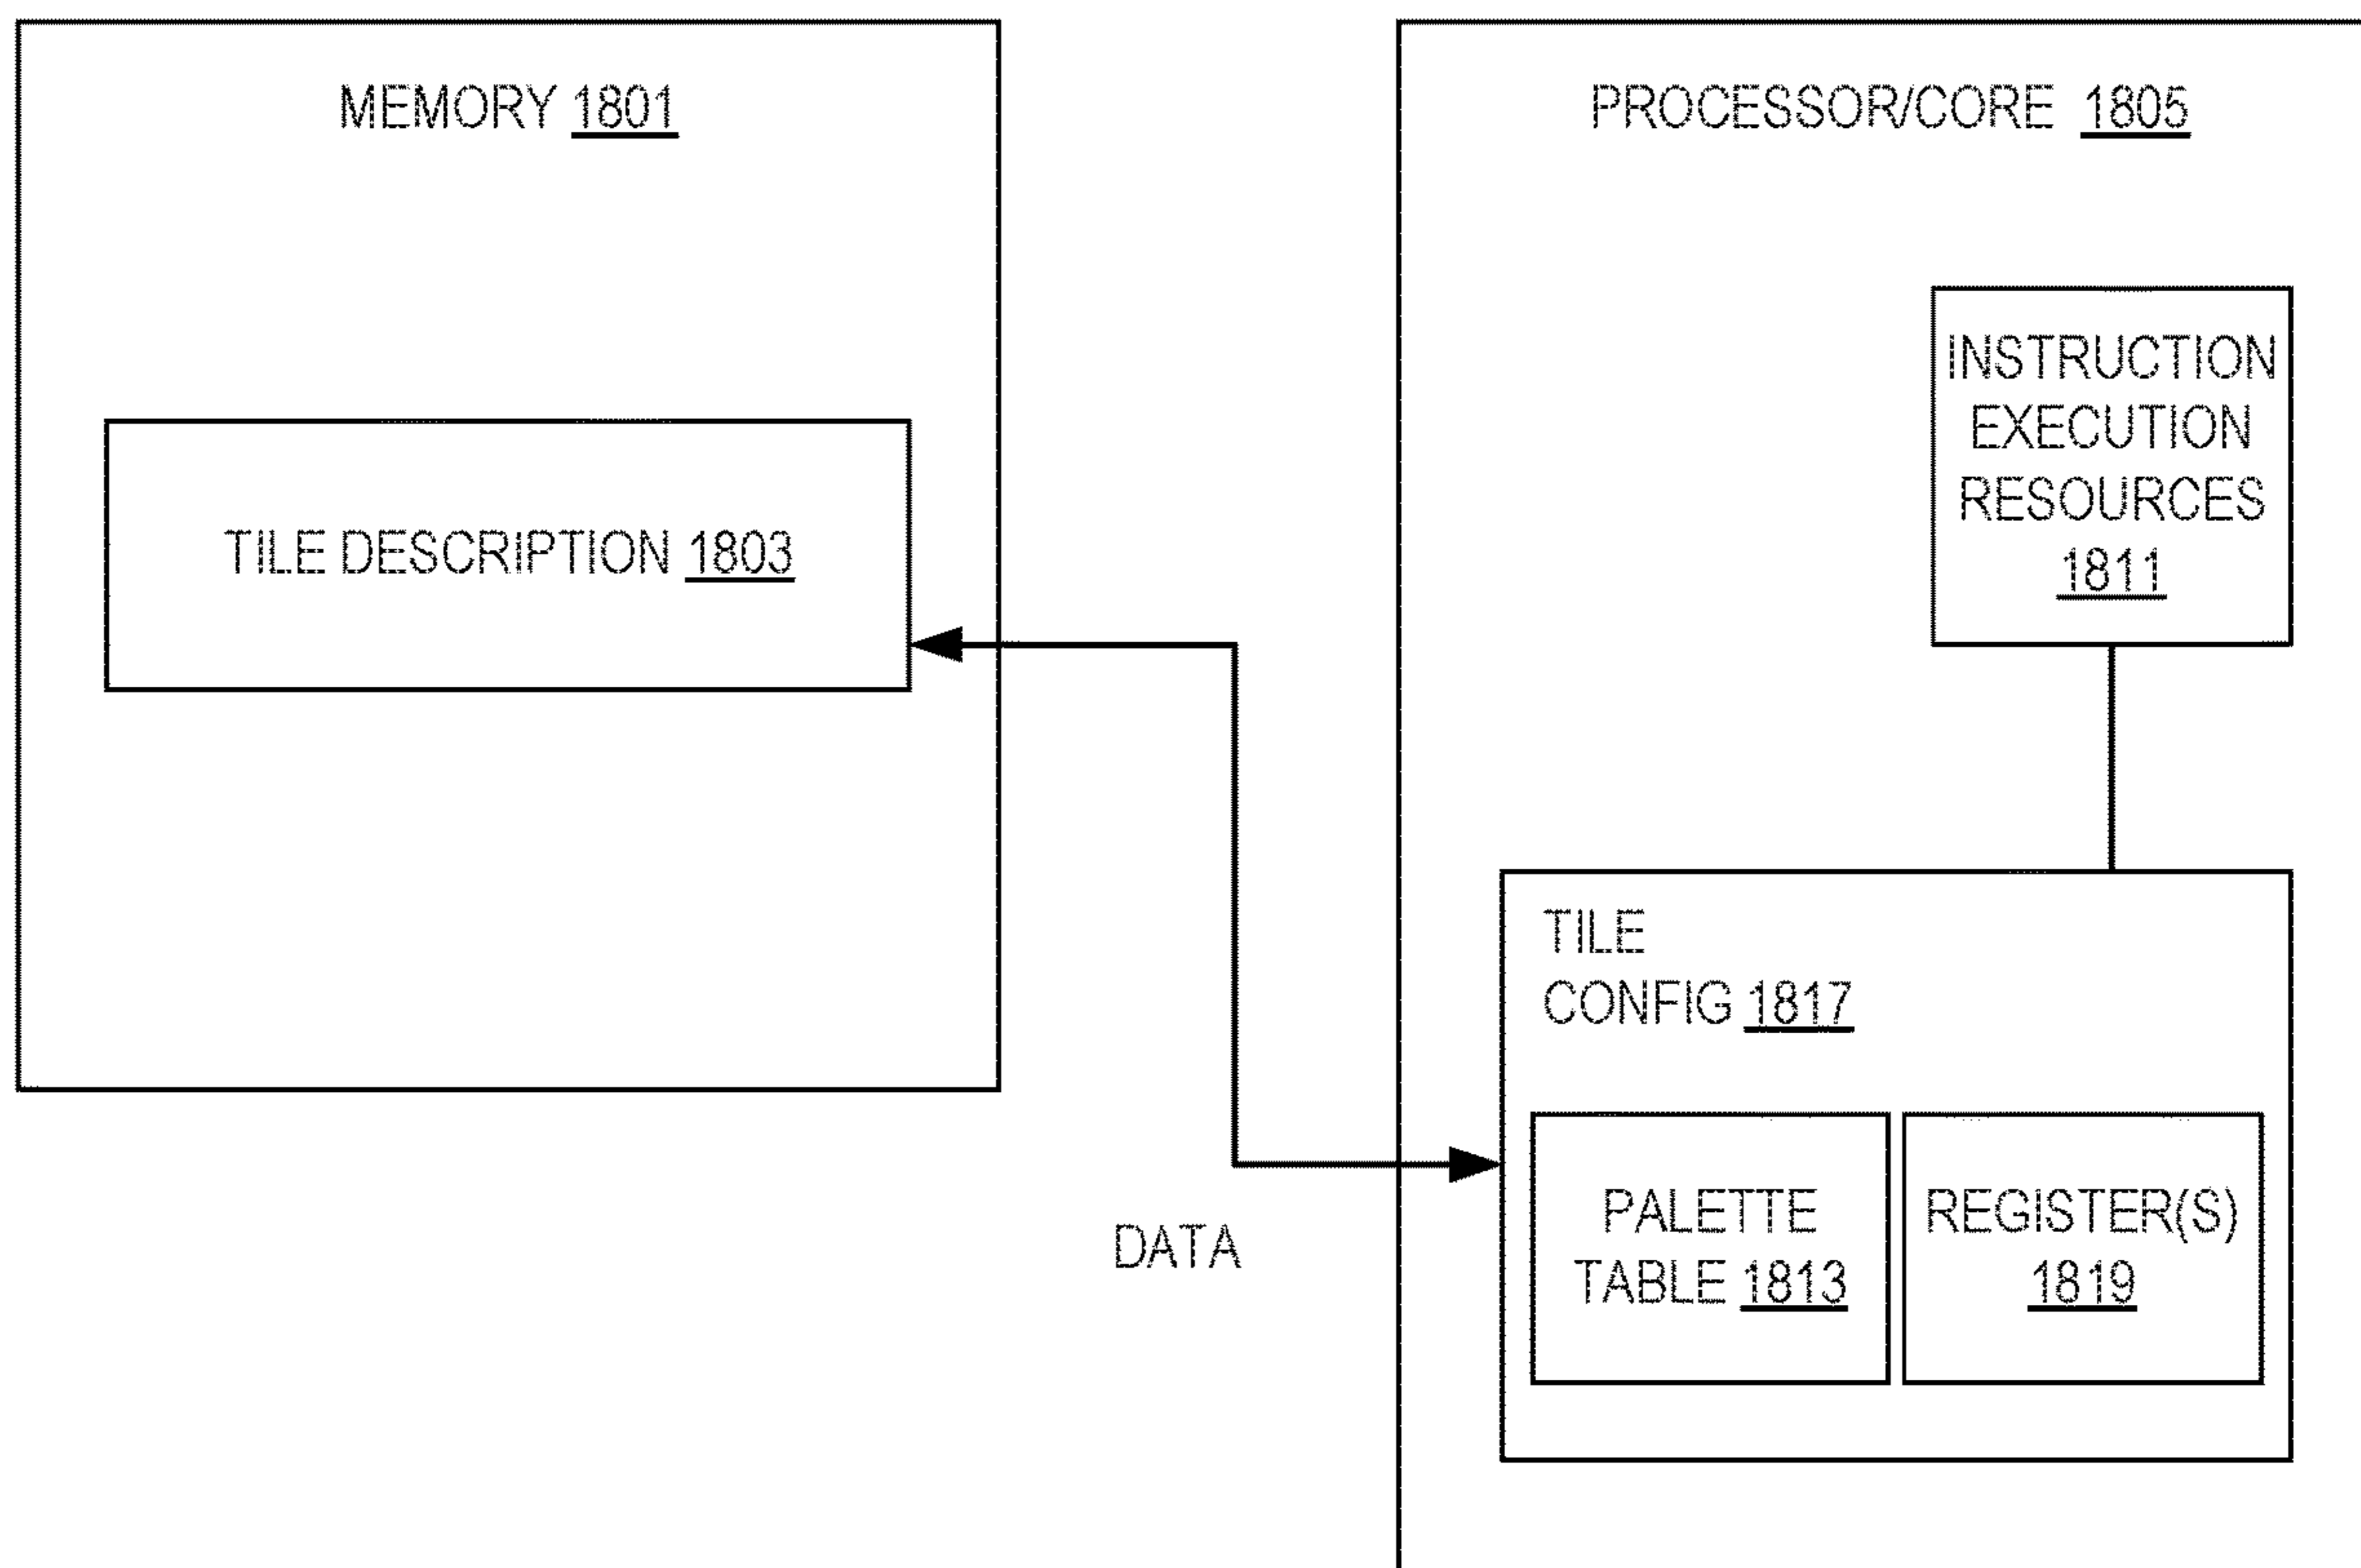 MEMORY 1801
TILE DESCRIPTION 1803
DATA
PROCESSOR/CORE 1805
INSTRUCTION
EXECUTION
RESOURCES
1811
TILE
CONFIG 1817
PALETTE
TABLE 1813
REGISTER(S)
1819